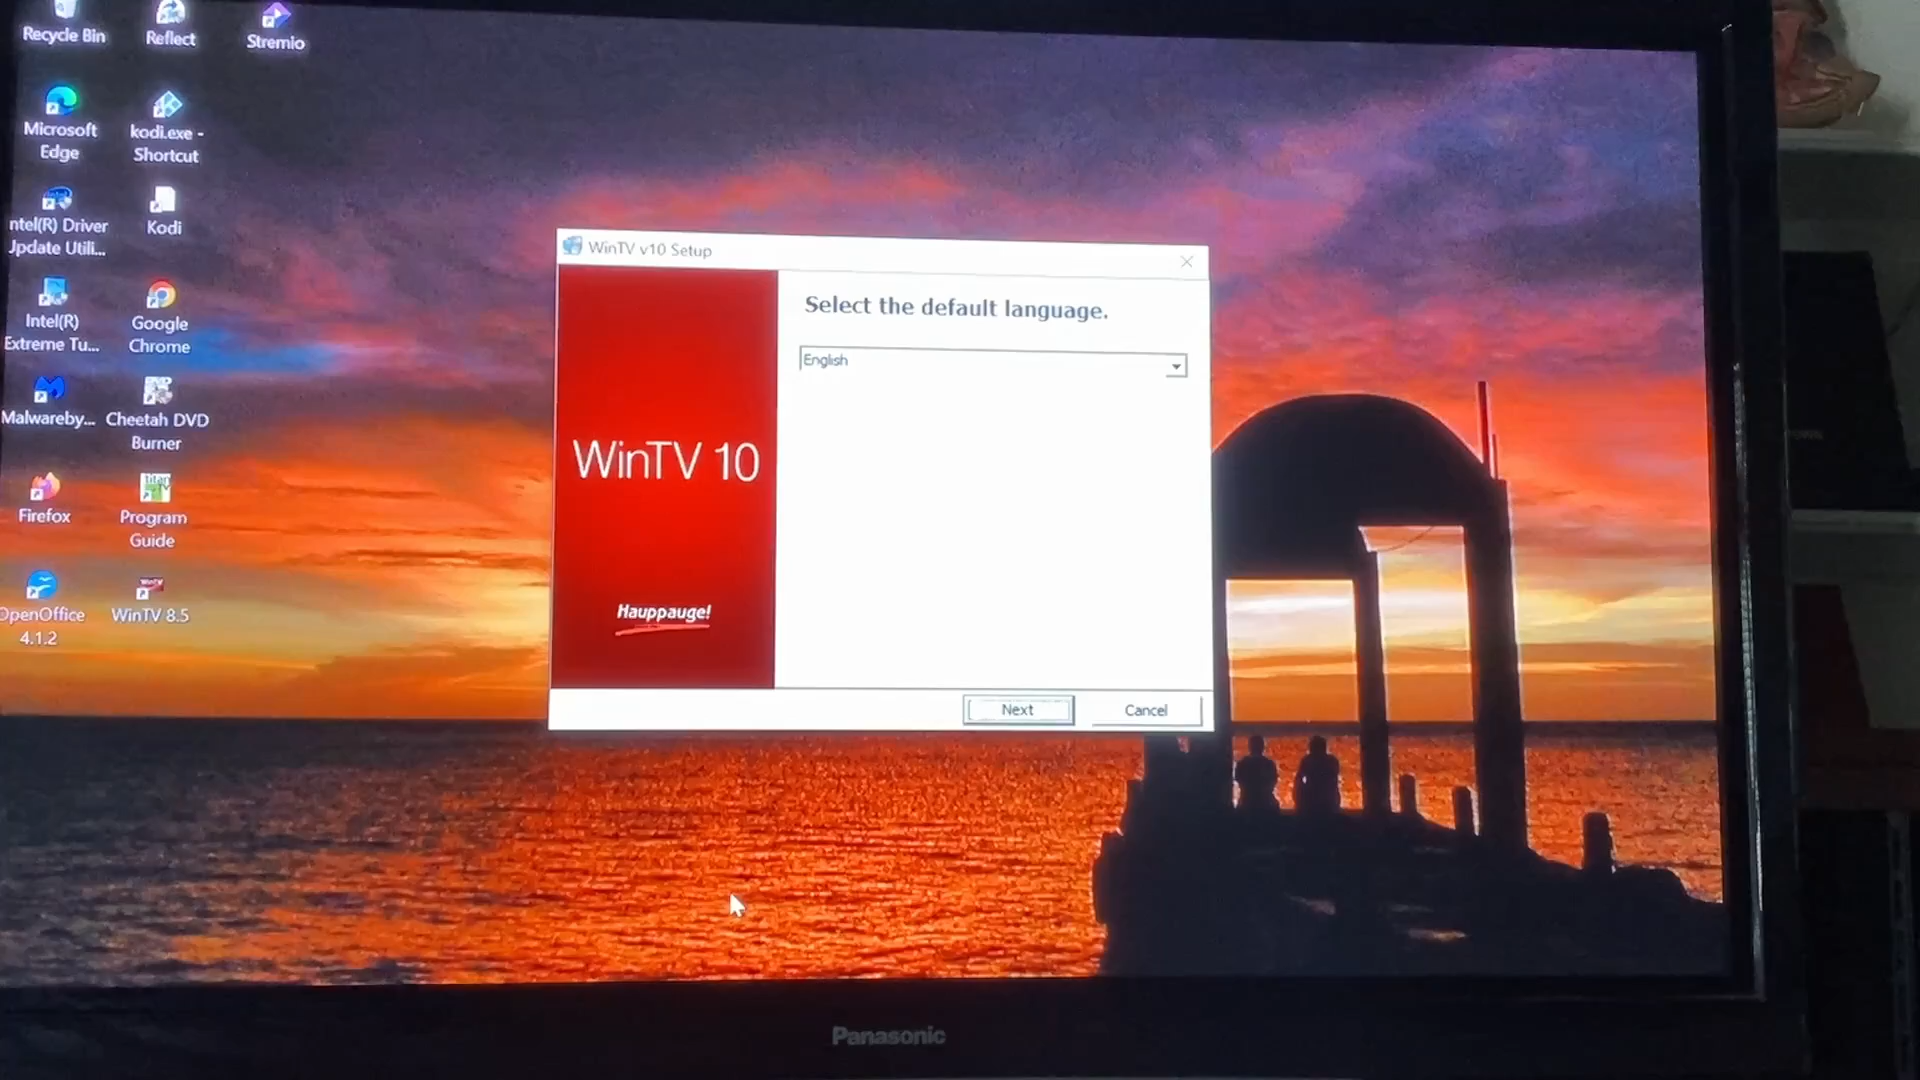 Recycle Bin
Reflect
Stremio
Microsoft
Edge
kodi.exe -
Shortcut
ntel(R) Driver
Jpdate Utili...
Kodi
Intel(R)
Extreme Tu...
Google
Chrome
Malwareby...
Cheetah DVD
Burner
Firefox
Program
Guide
OpenOffice
4.1.2
WinTV 8.5
WinTV v10 Setup
Select the default language.
English
WinTV 10
Hauppauge!
Next
Cancel
Panasonic